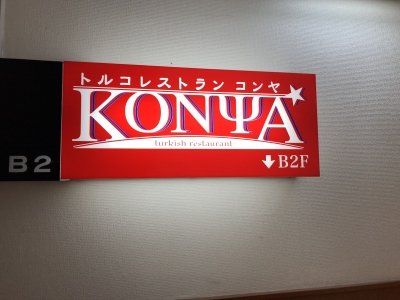 トルコレストラン コンヤ
KONYA
turkish restaurant
↓B2F
B2